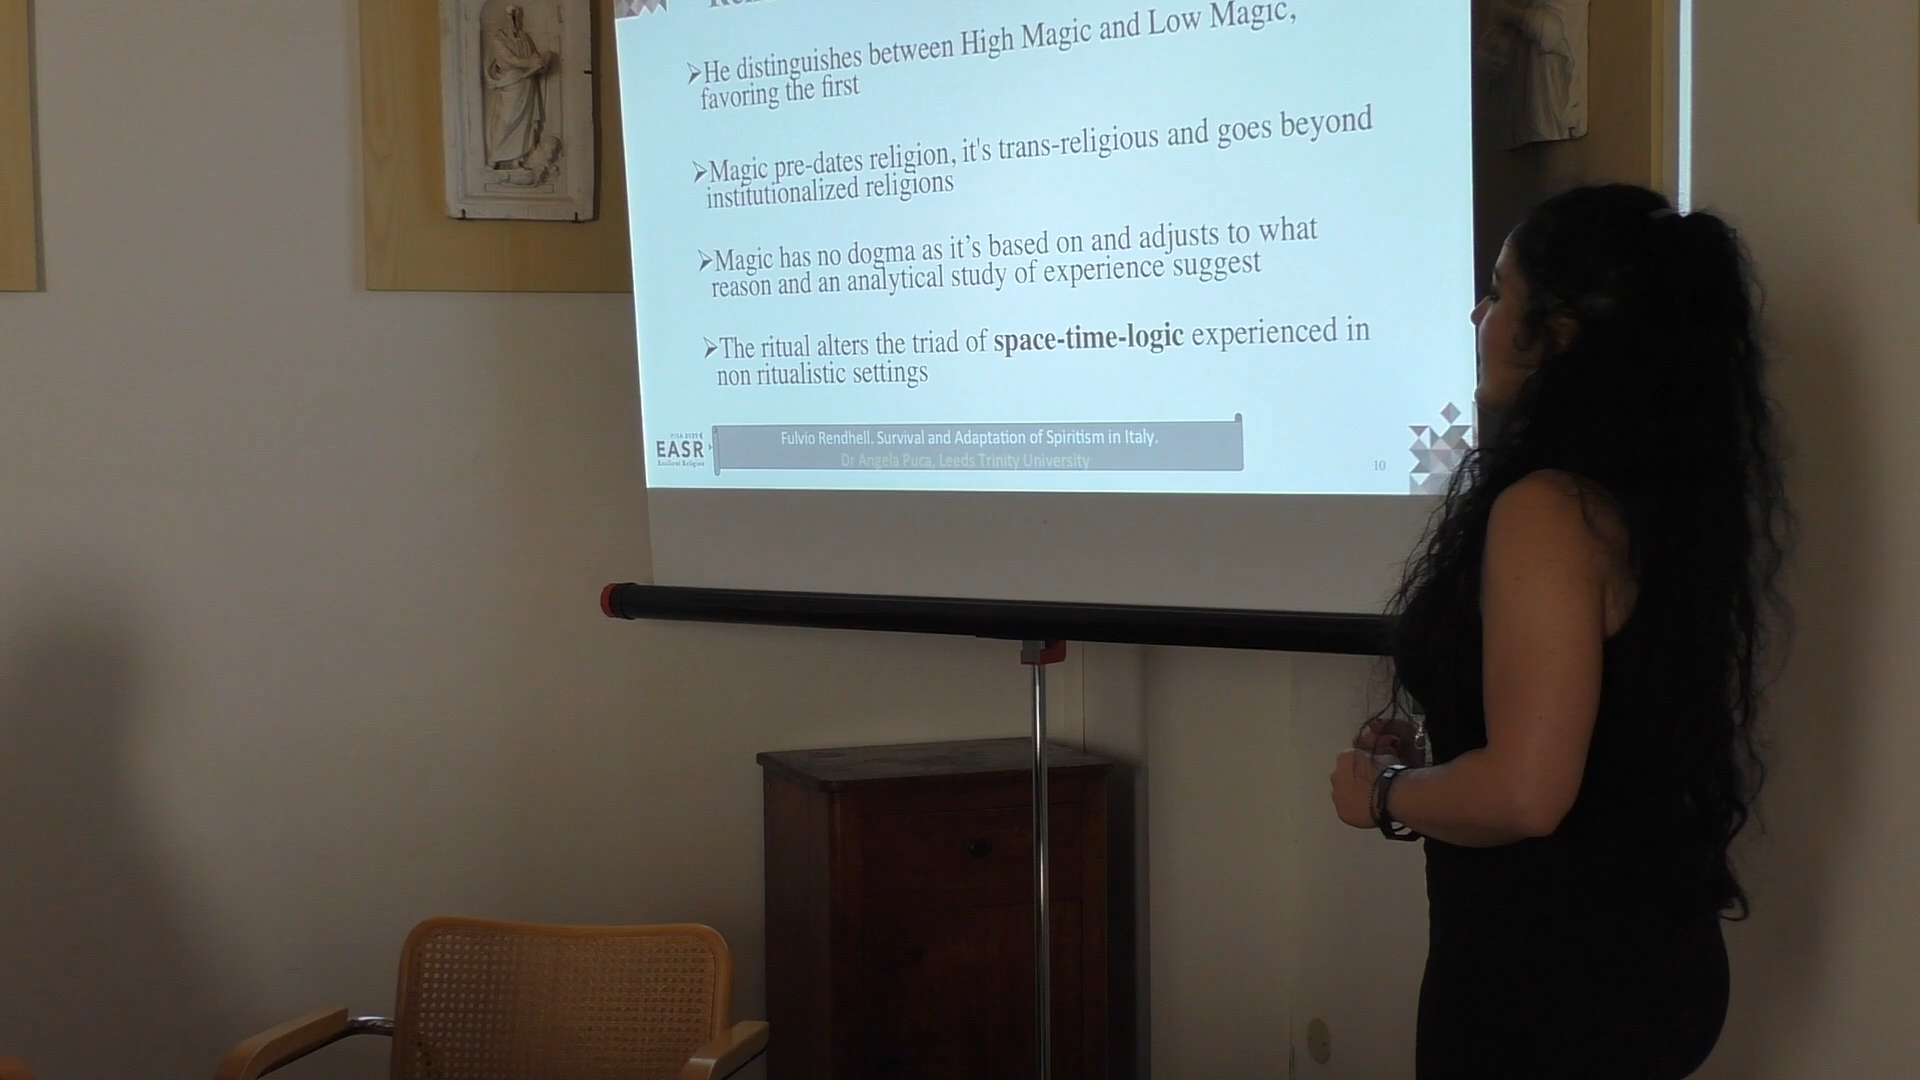 ➢He distinguishes between High Magic and Low Magic,
favoring the first
➢Magic pre-dates religion, it's trans-religious and goes beyond
institutionalized religions
➢Magic has no dogma as it’s based on and adjusts to what
reason and an analytical study of experience suggest
➢The ritual alters the triad of space-time-logic experienced in
non ritualistic settings
EASR
Resilient Religion
Fulvio Rendhell. Survival and Adaptation of Spiritism in Italy.
Dr Angela Puca, Leeds Trinity University
10